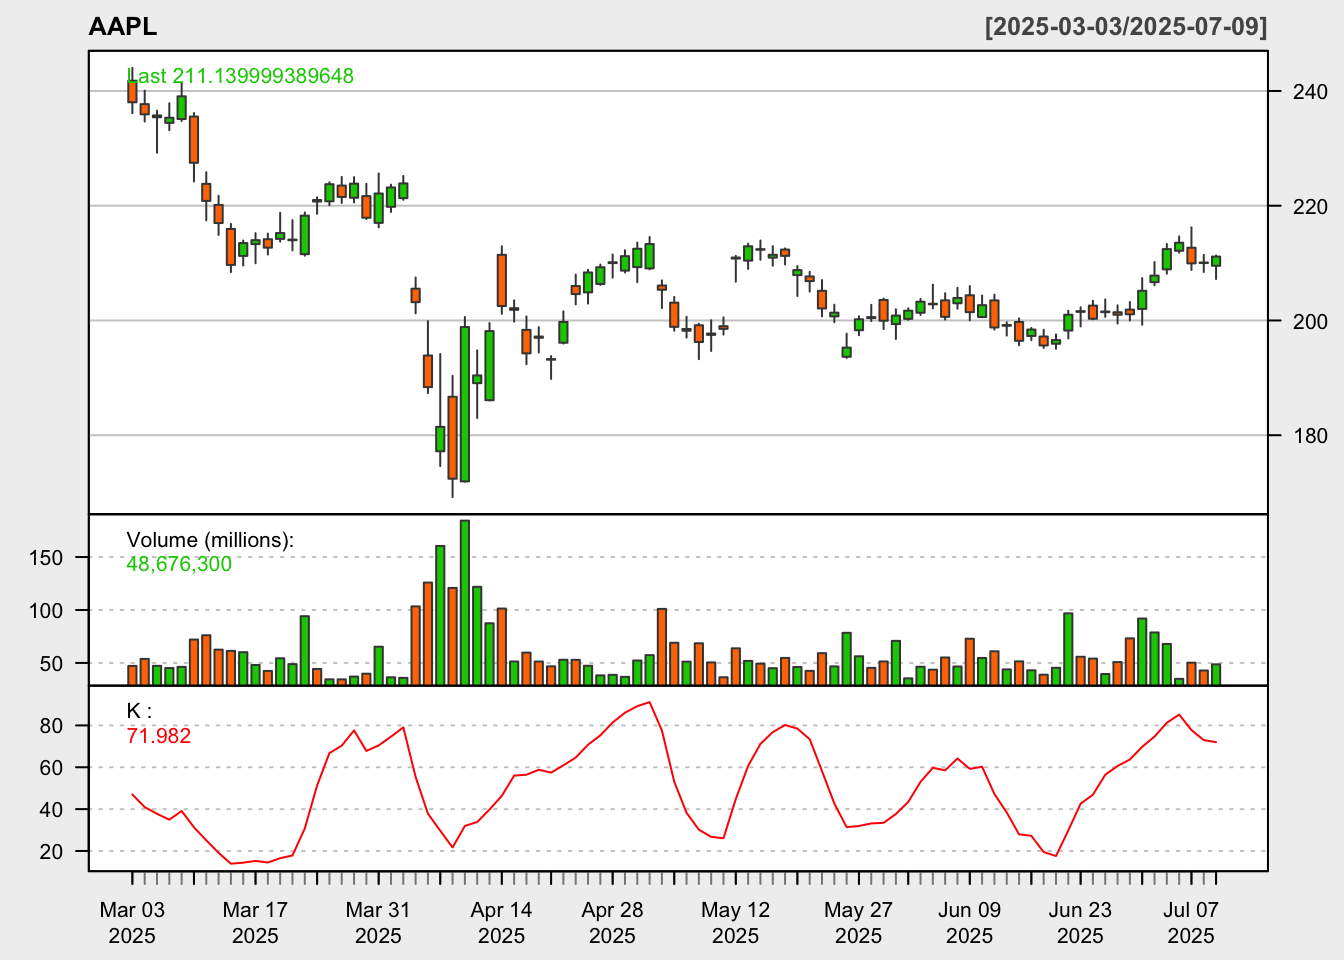 AAPL [2025-03-03/2025-07-09]
Last 211.139999389648
240
220
200
180
Volume (millions):
48,676,300
150
100
50
K :
71.982
80
60
40
20
Mar 03 Mar 17 Mar 31 Apr 14 Apr 28 May 12 May 27 Jun 09 Jun 23 Jul 07
2025 2025 2025 2025 2025 2025 2025 2025 2025 2025